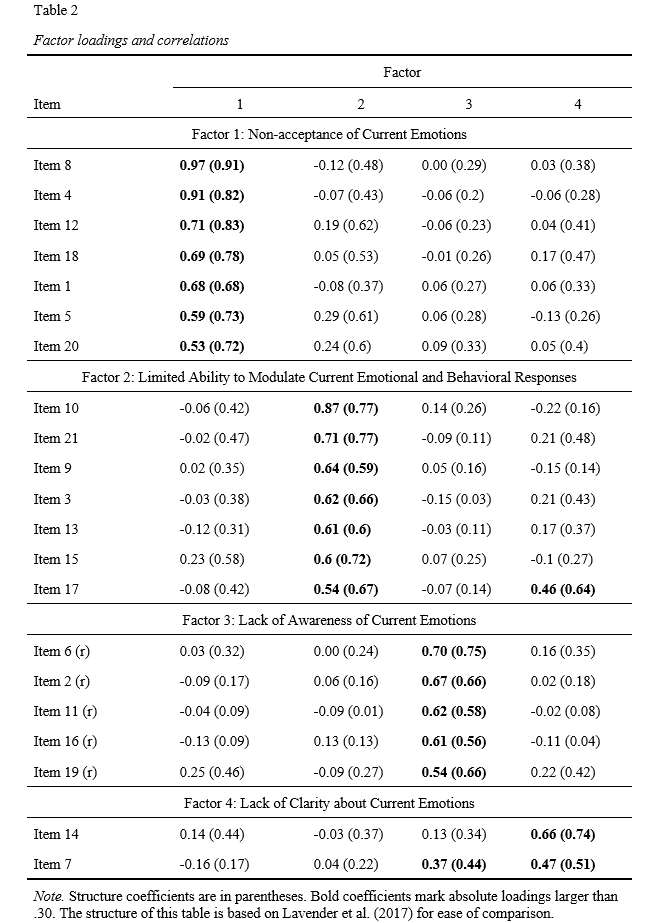 Table 2
Factor loadings and correlations
Factor
Item 1 2 3 4
Factor 1: Non-acceptance of Current Emotions
Item 8 0.97 (0.91) -0.12 (0.48) 0.00 (0.29) 0.03 (0.38)
Item 4 0.91 (0.82) -0.07 (0.43) -0.06 (0.2) -0.06 (0.28)
Item 12 0.71 (0.83) 0.19 (0.62) -0.06 (0.23) 0.04 (0.41)
Item 18 0.69 (0.78) 0.05 (0.53) -0.01 (0.26) 0.17 (0.47)
Item 1 0.68 (0.68) -0.08 (0.37) 0.06 (0.27) 0.06 (0.33)
Item 5 0.59 (0.73) 0.29 (0.61) 0.06 (0.28) -0.13 (0.26)
Item 20 0.53 (0.72) 0.24 (0.6) 0.09 (0.33) 0.05 (0.4)
Factor 2: Limited Ability to Modulate Current Emotional and Behavioral Responses
Item 10 -0.06 (0.42) 0.87 (0.77) 0.14 (0.26) -0.22 (0.16)
Item 21 -0.02 (0.47) 0.71 (0.77) -0.09 (0.11) 0.21 (0.48)
Item 9 0.02 (0.35) 0.64 (0.59) 0.05 (0.16) -0.15 (0.14)
Item 3 -0.03 (0.38) 0.62 (0.66) -0.15 (0.03) 0.21 (0.43)
Item 13 -0.12 (0.31) 0.61 (0.6) -0.03 (0.11) 0.17 (0.37)
Item 15 0.23 (0.58) 0.6 (0.72) 0.07 (0.25) -0.1 (0.27)
Item 17 -0.08 (0.42) 0.54 (0.67) -0.07 (0.14) 0.46 (0.64)
Factor 3: Lack of Awareness of Current Emotions
Item 6 (r) 0.03 (0.32) 0.00 (0.24) 0.70 (0.75) 0.16 (0.35)
Item 2 (r) -0.09 (0.17) 0.06 (0.16) 0.67 (0.66) 0.02 (0.18)
Item 11 (r) -0.04 (0.09) -0.09 (0.01) 0.62 (0.58) -0.02 (0.08)
Item 16 (r) -0.13 (0.09) 0.13 (0.13) 0.61 (0.56) -0.11 (0.04)
Item 19 (r) 0.25 (0.46) -0.09 (0.27) 0.54 (0.66) 0.22 (0.42)
Factor 4: Lack of Clarity about Current Emotions
Item 14 0.14 (0.44) -0.03 (0.37) 0.13 (0.34) 0.66 (0.74)
Item 7 -0.16 (0.17) 0.04 (0.22) 0.37 (0.44) 0.47 (0.51)
Note. Structure coefficients are in parentheses. Bold coefficients mark absolute loadings larger than
.30. The structure of this table is based on Lavender et al. (2017) for ease of comparison.